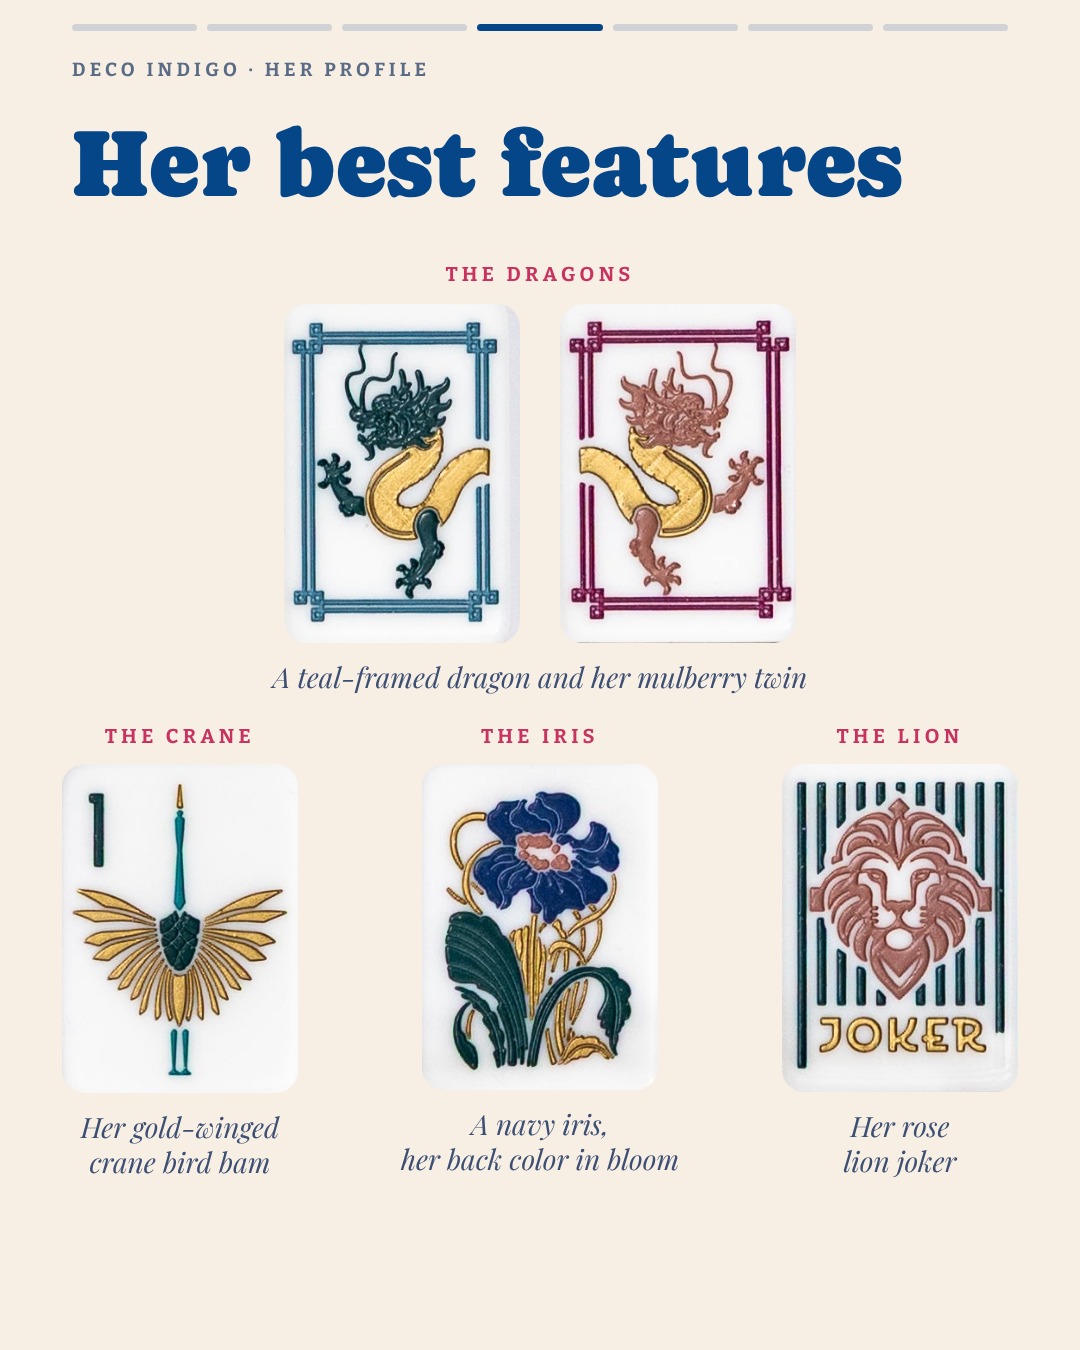 DECO INDIGO · HER PROFILE
Her best features
THE DRAGONS
A teal-framed dragon and her mulberry twin
THE CRANE
THE IRIS
THE LION
1
JOKER
Her gold-winged
crane bird bam
A navy iris,
her back color in bloom
Her rose
lion joker